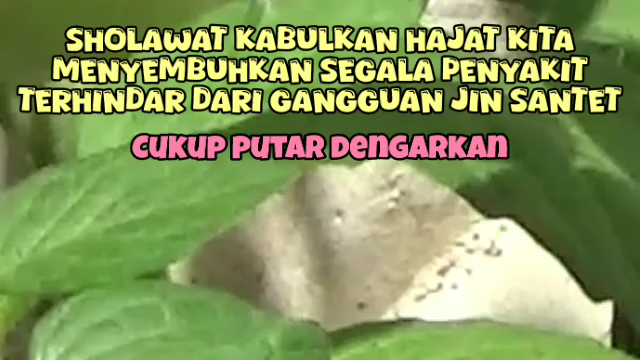 SHOLAWAT KABULKAN HAJAT KITA
MENYEMBUHKAN SEGALA PENYAKIT
TERHINDAR DARI GANGGUAN JIN SANTET
CUKUP PUTAR DENGARKAN